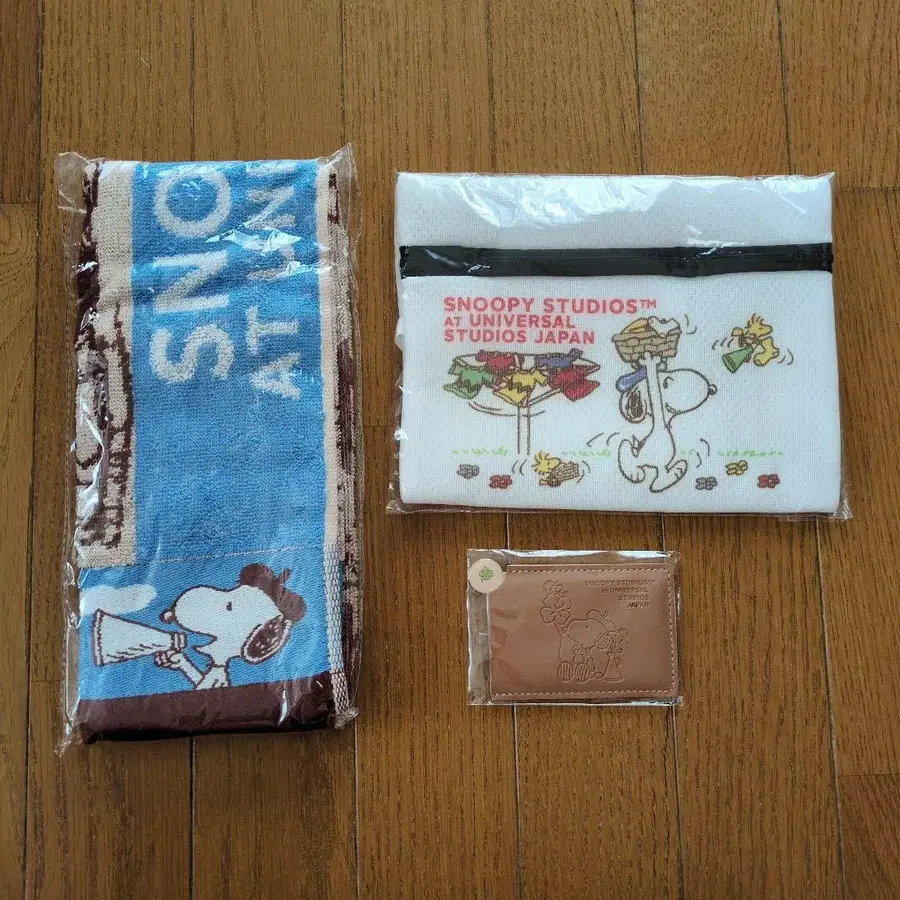 SNO
AT UN
SNOOPY STUDIOS™
AT UNIVERSAL
STUDIOS JAPAN
SNOOPY STUDIOS™
AT UNIVERSAL
STUDIOS
JAPAN